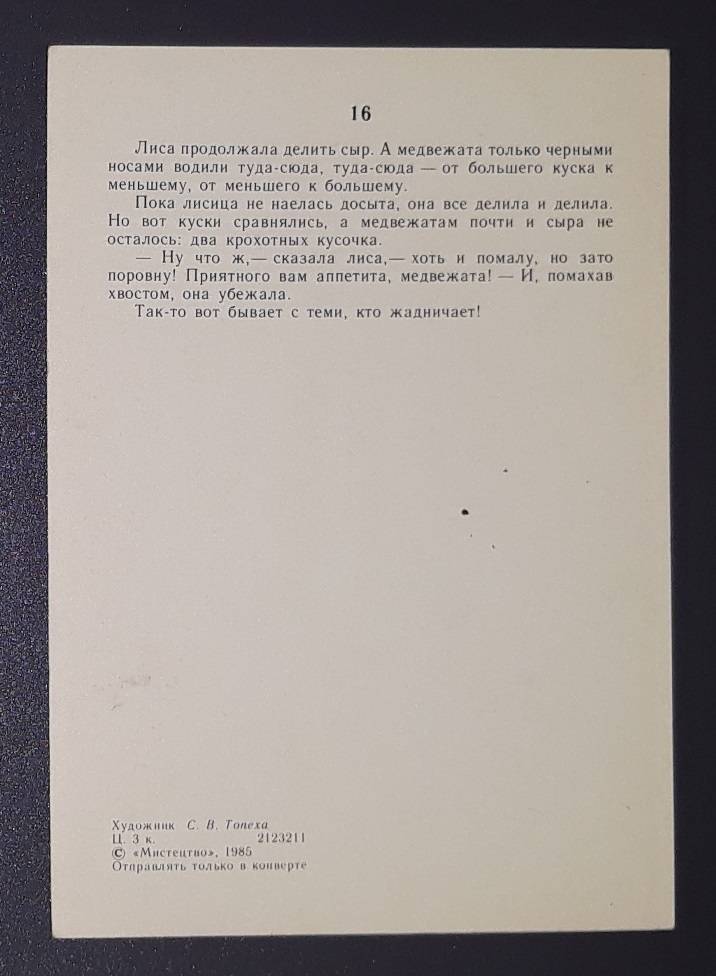 16
Лиса продолжала делить сыр. А медвежата только черными
носами водили туда-сюда, туда-сюда — от большего куска к
меньшему, от меньшего к большему.
Пока лисица не наелась досыта, она все делила и делила.
Но вот куски сравнялись, а медвежатам почти и сыра не
осталось: два крохотных кусочка.
— Ну что ж,— сказала лиса,— хоть и помалу, но зато
поровну! Приятного вам аппетита, медвежата! — И, помахав
хвостом, она убежала.
Так-то вот бывает с теми, кто жадничает!
Художник С. В. Топеха
Ц. 3 к. 2123211
© «Мистецтво», 1985
Отправлять только в конверте